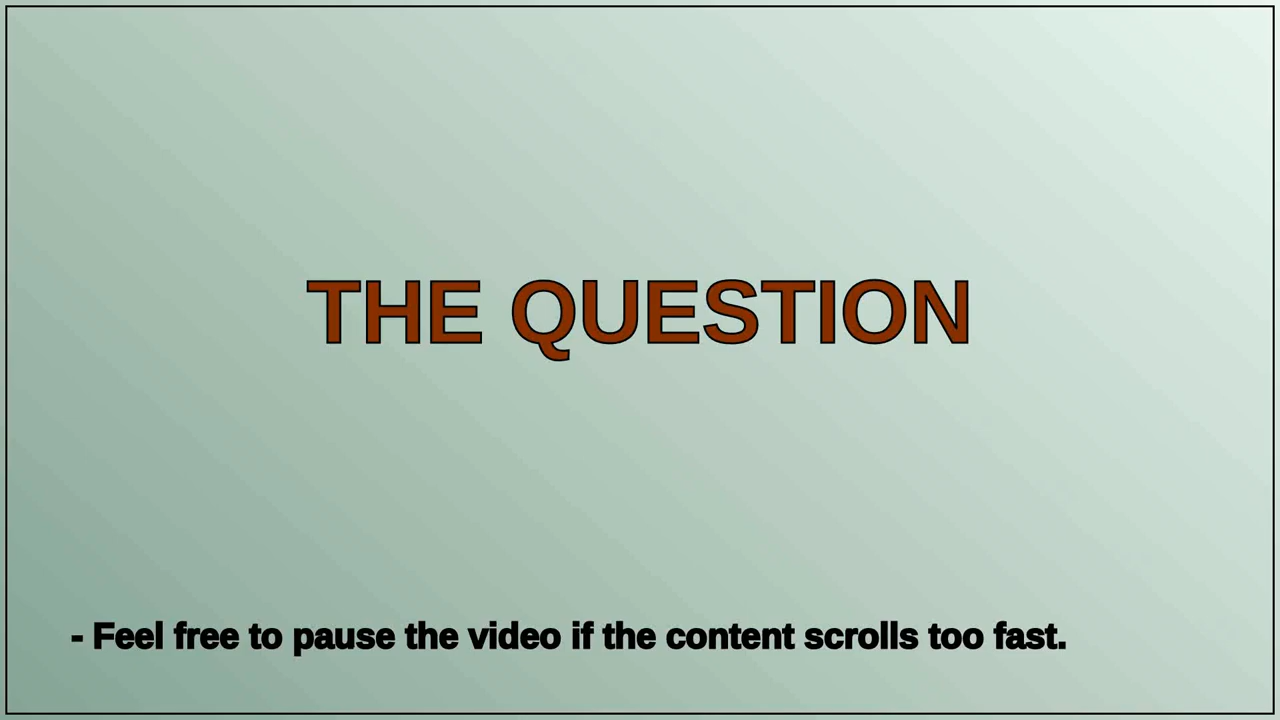 THE QUESTION
- Feel free to pause the video if the content scrolls too fast.